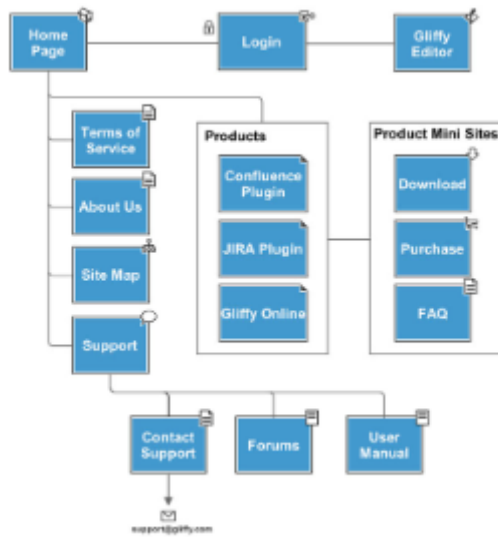 Home
Page
Login
Gliffy
Editor
Terms of
Service
About Us
Site Map
Support
Products
Confluence
Plugin
JIRA Plugin
Gliffy Online
Product Mini Sites
Download
Purchase
FAQ
Contact
Support
Forums
User
Manual
support@gliffy.com